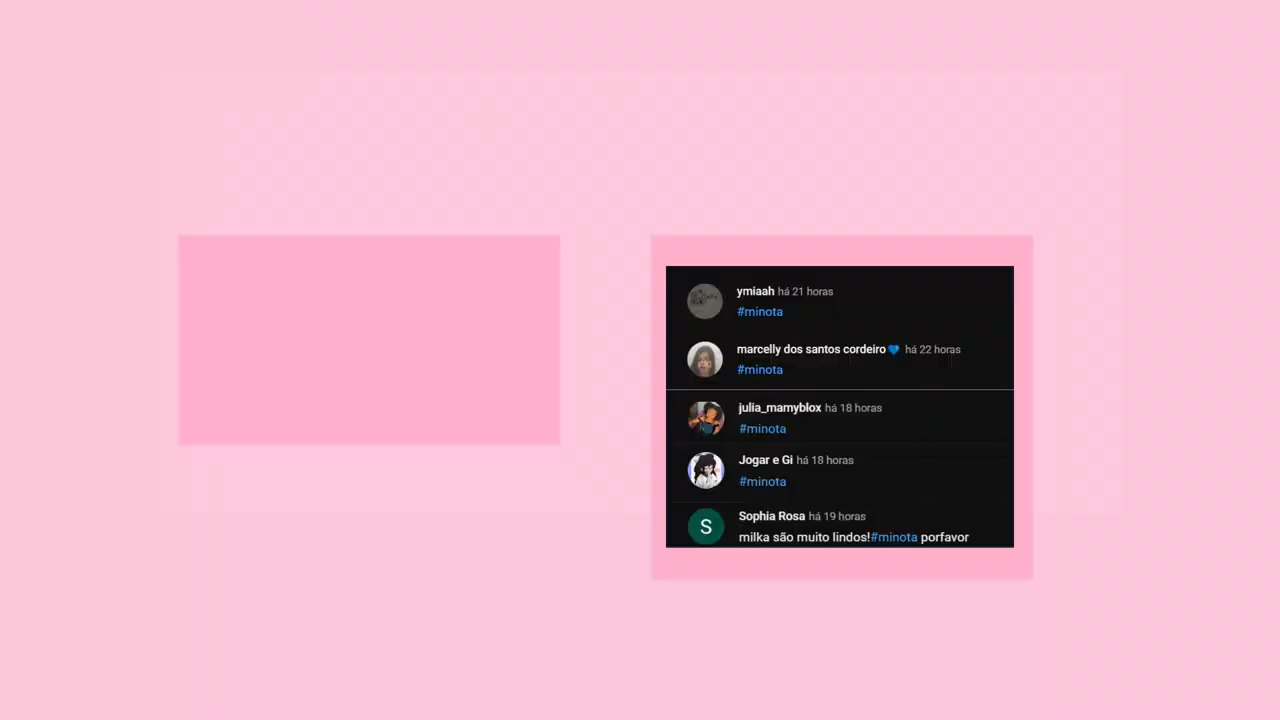 ymiaah há 21 horas
#minota
marcelly dos santos cordeiro💙 há 22 horas
#minota
julia_mamyblox há 18 horas
#minota
Jogar e Gi há 18 horas
#minota
S
Sophia Rosa há 19 horas
milka são muito lindos!#minota porfavor